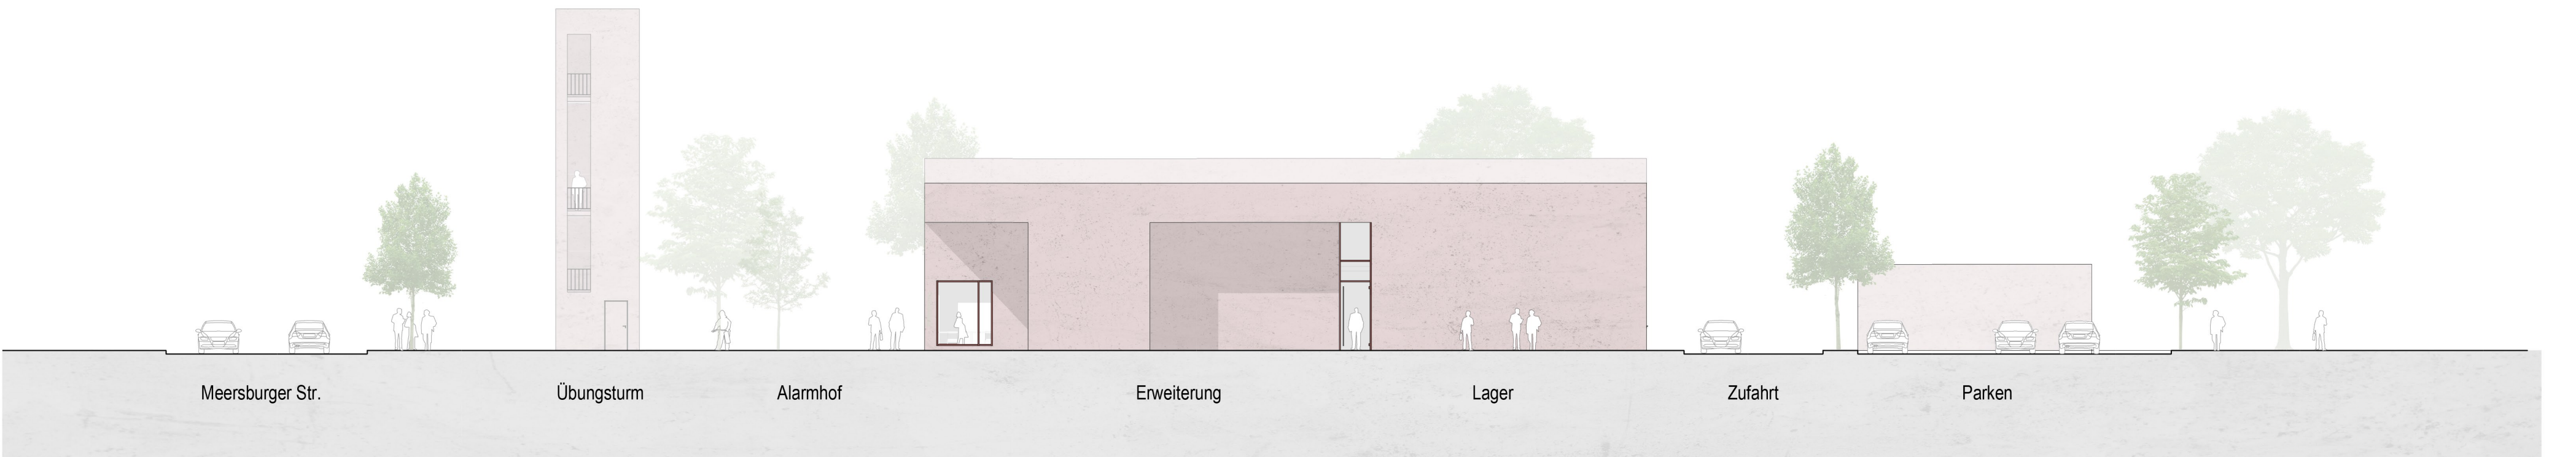 Meersburger Str.
Übungsturm
Alarmhof
Erweiterung
Lager
Zufahrt
Parken